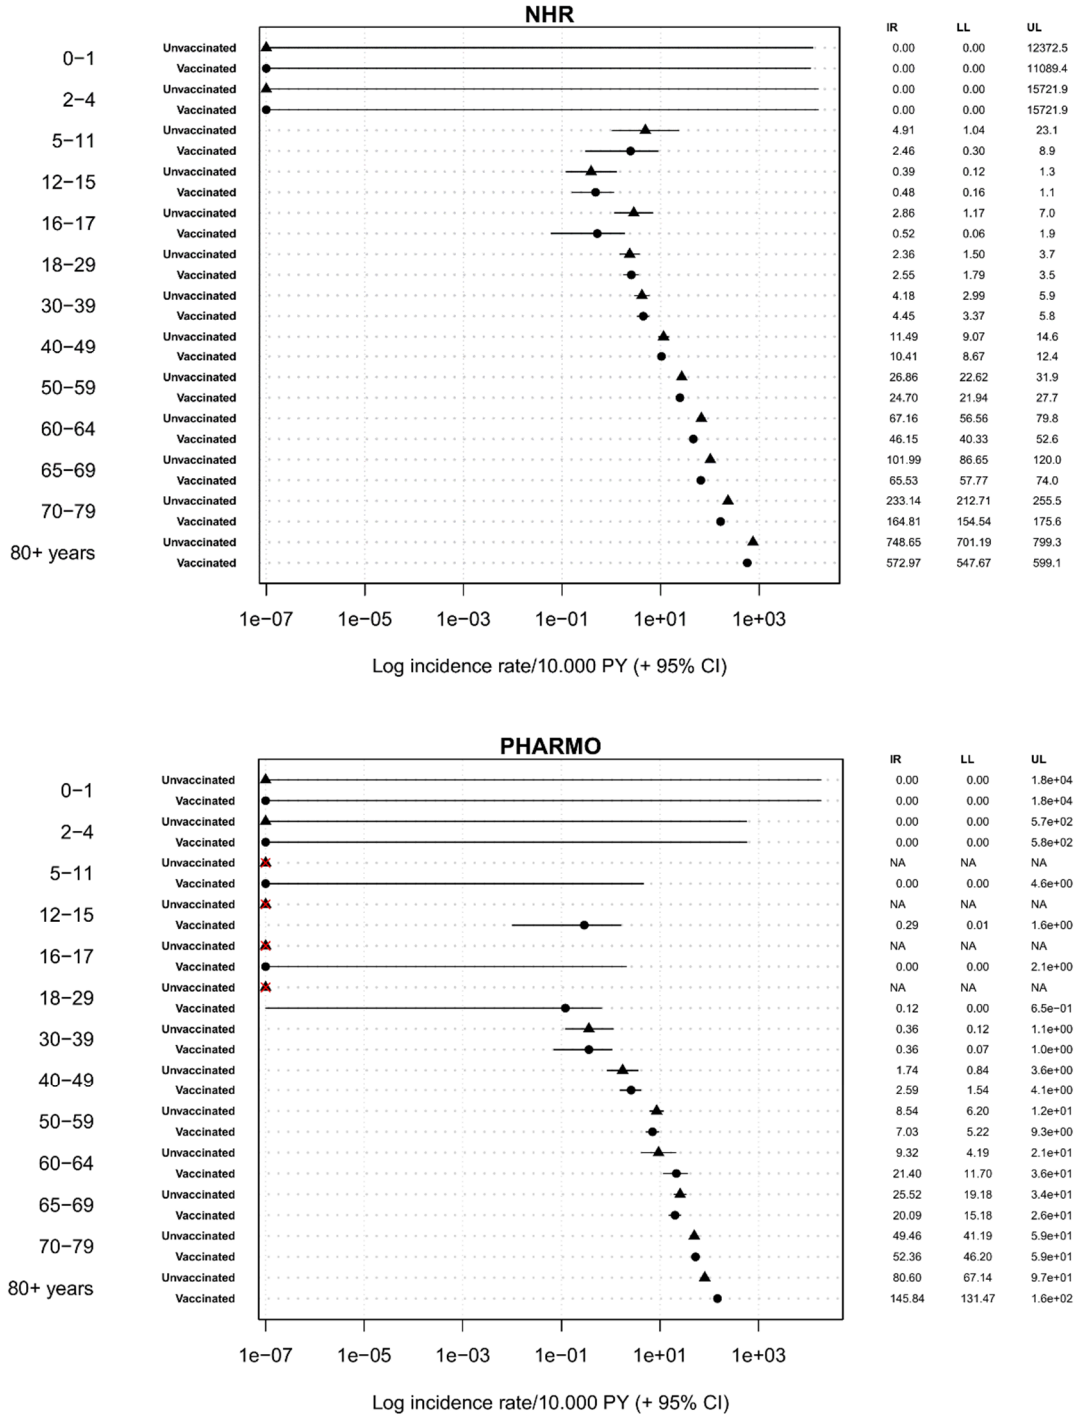 NHR
IR LL UL
0−1
Unvaccinated 0.00 0.00 12372.5
Vaccinated 0.00 0.00 11089.4
2−4
Unvaccinated 0.00 0.00 15721.9
Vaccinated 0.00 0.00 15721.9
5−11
Unvaccinated 4.91 1.04 23.1
Vaccinated 2.46 0.30 8.9
12−15
Unvaccinated 0.39 0.12 1.3
Vaccinated 0.48 0.16 1.1
16−17
Unvaccinated 2.86 1.17 7.0
Vaccinated 0.52 0.06 1.9
18−29
Unvaccinated 2.36 1.50 3.7
Vaccinated 2.55 1.79 3.5
30−39
Unvaccinated 4.18 2.99 5.9
Vaccinated 4.45 3.37 5.8
40−49
Unvaccinated 11.49 9.07 14.6
Vaccinated 10.41 8.67 12.4
50−59
Unvaccinated 26.86 22.62 31.9
Vaccinated 24.70 21.94 27.7
60−64
Unvaccinated 67.16 56.56 79.8
Vaccinated 46.15 40.33 52.6
65−69
Unvaccinated 101.99 86.65 120.0
Vaccinated 65.53 57.77 74.0
70−79
Unvaccinated 233.14 212.71 255.5
Vaccinated 164.81 154.54 175.6
80+ years
Unvaccinated 748.65 701.19 799.3
Vaccinated 572.97 547.67 599.1
1e−07 1e−05 1e−03 1e−01 1e+01 1e+03
Log incidence rate/10.000 PY (+ 95% CI)
PHARMO
IR LL UL
0−1
Unvaccinated 0.00 0.00 1.8e+04
Vaccinated 0.00 0.00 1.8e+04
2−4
Unvaccinated 0.00 0.00 5.7e+02
Vaccinated 0.00 0.00 5.8e+02
5−11
Unvaccinated NA NA NA
Vaccinated 0.00 0.00 4.6e+00
12−15
Unvaccinated NA NA NA
Vaccinated 0.29 0.01 1.6e+00
16−17
Unvaccinated NA NA NA
Vaccinated 0.00 0.00 2.1e+00
18−29
Unvaccinated NA NA NA
Vaccinated 0.12 0.00 6.5e−01
30−39
Unvaccinated 0.36 0.12 1.1e+00
Vaccinated 0.36 0.07 1.0e+00
40−49
Unvaccinated 1.74 0.84 3.6e+00
Vaccinated 2.59 1.54 4.1e+00
50−59
Unvaccinated 8.54 6.20 1.2e+01
Vaccinated 7.03 5.22 9.3e+00
60−64
Unvaccinated 9.32 4.19 2.1e+01
Vaccinated 21.40 11.70 3.6e+01
65−69
Unvaccinated 25.52 19.18 3.4e+01
Vaccinated 20.09 15.18 2.6e+01
70−79
Unvaccinated 49.46 41.19 5.9e+01
Vaccinated 52.36 46.20 5.9e+01
80+ years
Unvaccinated 80.60 67.14 9.7e+01
Vaccinated 145.84 131.47 1.6e+02
1e−07 1e−05 1e−03 1e−01 1e+01 1e+03
Log incidence rate/10.000 PY (+ 95% CI)